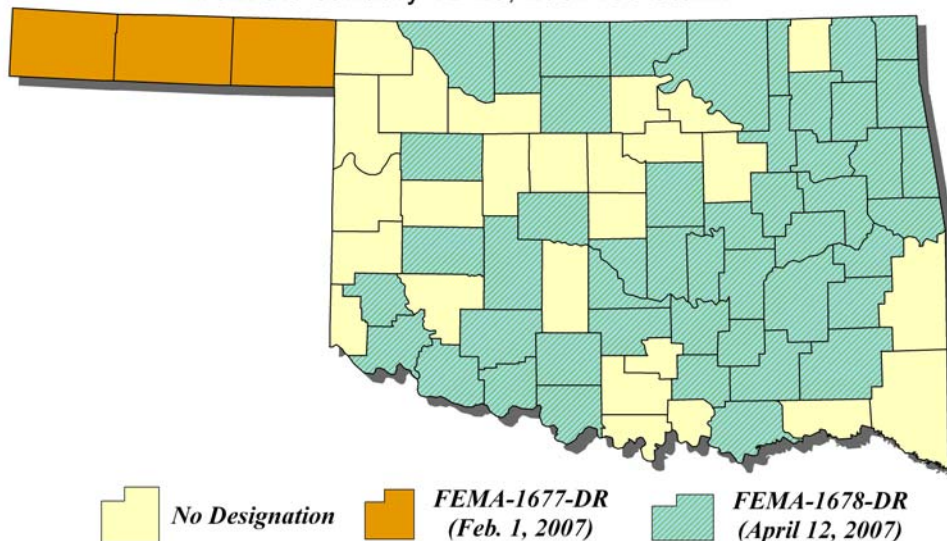 No Designation
FEMA-1677-DR
(Feb. 1, 2007)
FEMA-1678-DR
(April 12, 2007)